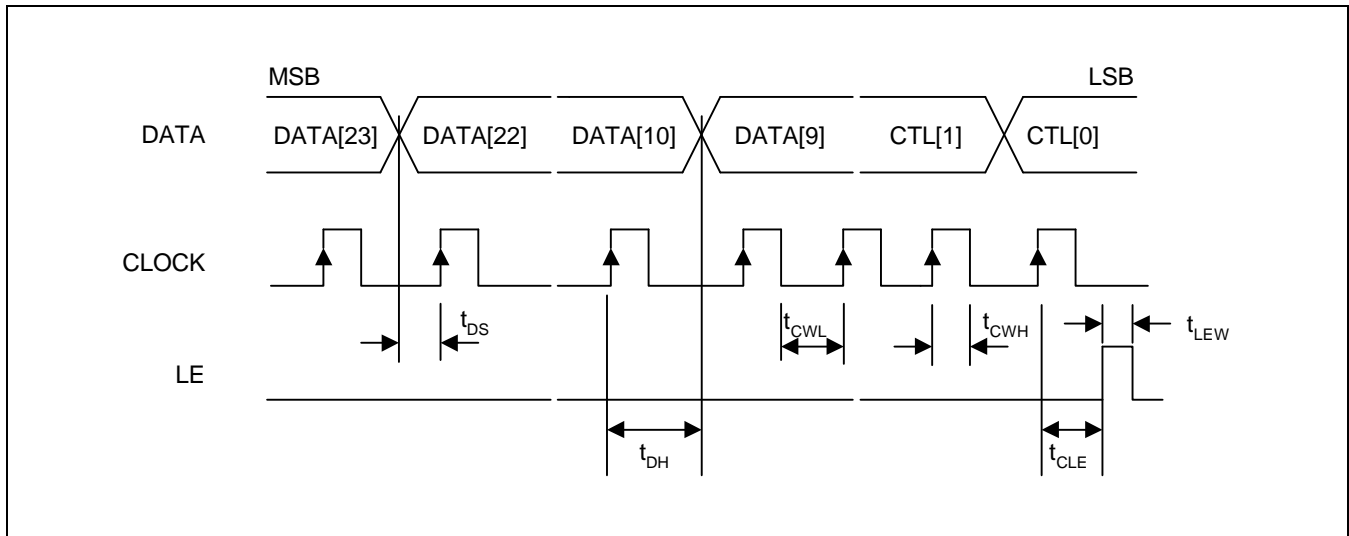 MSB LSB
DATA DATA[23] DATA[22] DATA[10] DATA[9] CTL[1] CTL[0]
CLOCK
tDS tCWL tCWH tLEW
LE
tDH tCLE